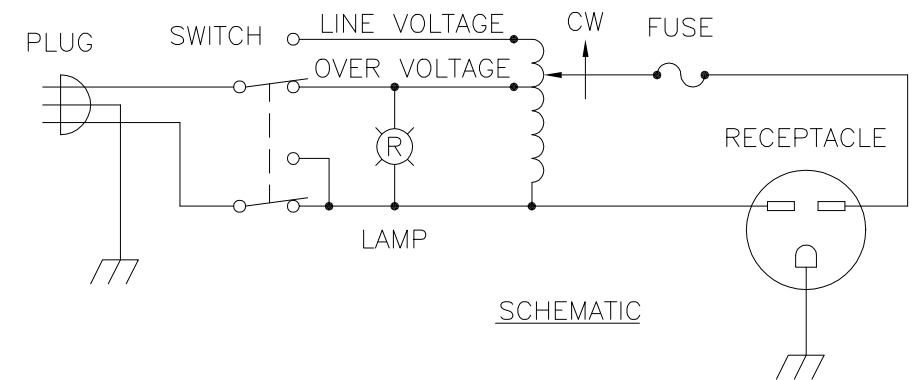 PLUG
SWITCH
LINE VOLTAGE
CW
FUSE
OVER VOLTAGE
R
RECEPTACLE
LAMP
SCHEMATIC